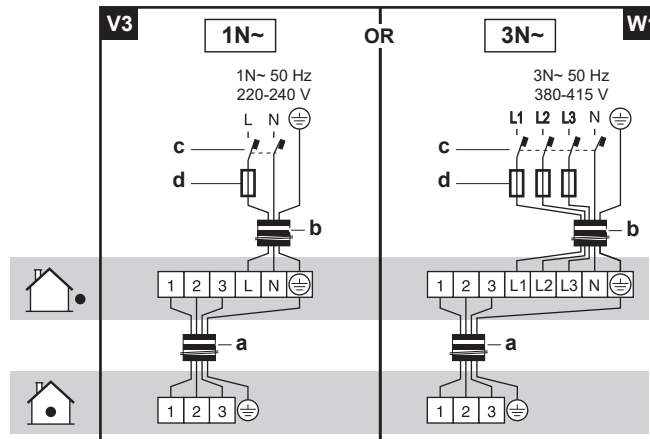 V3
1N~
OR
3N~
W1
1N~ 50 Hz
220-240 V
L N
c
d
b
1 2 3 L N
a
1 2 3
3N~ 50 Hz
380-415 V
L1 L2 L3 N
c
d
b
1 2 3 L1 L2 L3 N
a
1 2 3